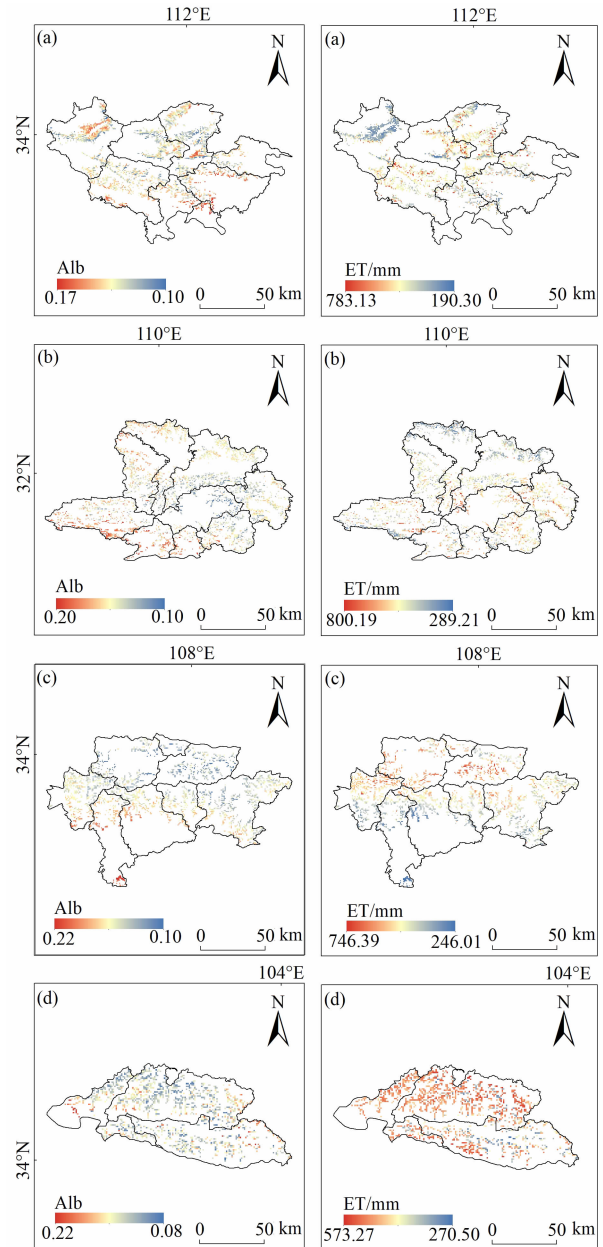 112°E
112°E
(a)
N
(a)
N
34°N
Alb
0.17
0.10
0
50 km
ET/mm
783.13
190.30
0
50 km
110°E
110°E
(b)
N
(b)
N
32°N
Alb
0.20
0.10
0
50 km
ET/mm
800.19
289.21
0
50 km
108°E
108°E
(c)
N
(c)
N
34°N
Alb
0.22
0.10
0
50 km
ET/mm
746.39
246.01
0
50 km
104°E
104°E
(d)
N
(d)
N
34°N
Alb
0.22
0.08
0
50 km
ET/mm
573.27
270.50
0
50 km